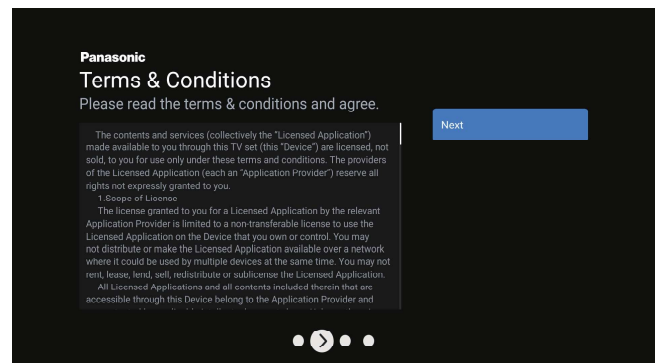 Panasonic
Terms & Conditions
Please read the terms & conditions and agree.
Next
The contents and services (collectively the "Licensed Application")
made available to you through this TV set (this "Device") are licensed, not
sold, to you for use only under these terms and conditions. The providers
of the Licensed Application (each an "Application Provider") reserve all
rights not expressly granted to you.
1.Scope of Licence
The license granted to you for a Licensed Application by the relevant
Application Provider is limited to a non-transferable license to use the
Licensed Application on the Device that you own or control. You may
not distribute or make the Licensed Application available over a network
where it could be used by multiple devices at the same time. You may not
rent, lease, lend, sell, redistribute or sublicense the Licensed Application.
All Licensed Applications and all contents included therein that are
accessible through this Device belong to the Application Provider and